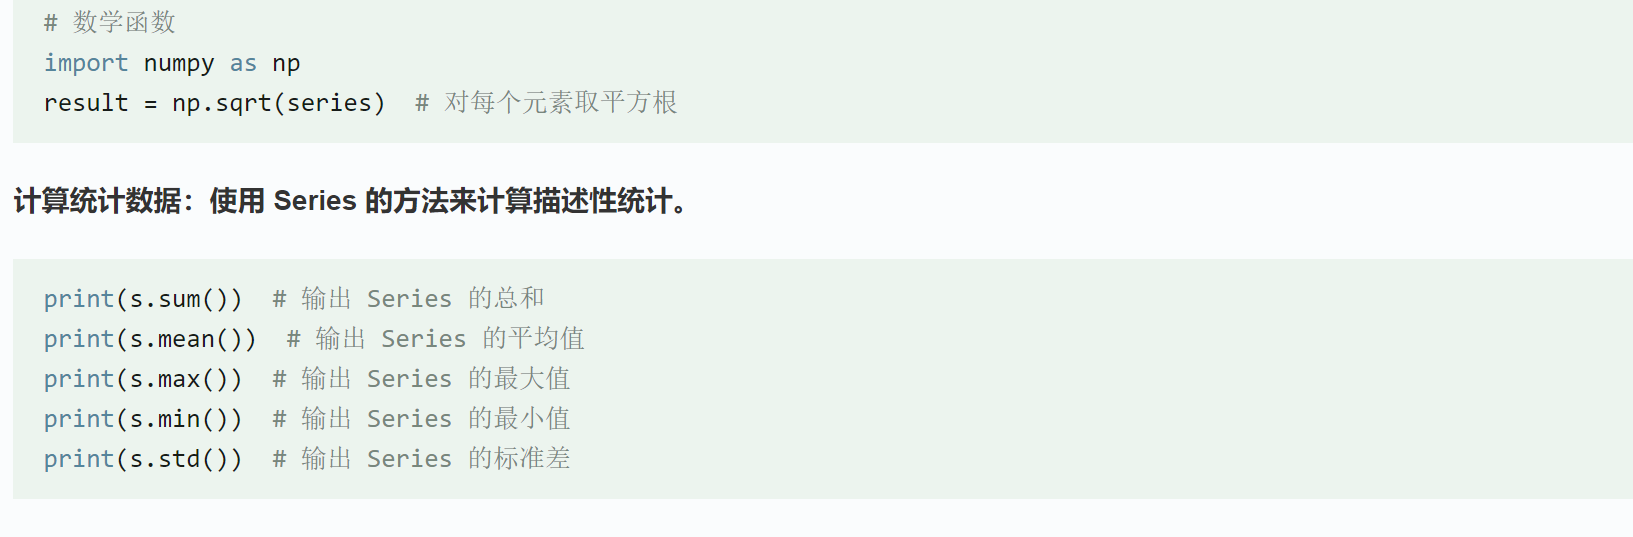 # 数学函数
import numpy as np
result = np.sqrt(series)  # 对每个元素取平方根
计算统计数据：使用 Series 的方法来计算描述性统计。
print(s.sum())  # 输出 Series 的总和
print(s.mean())  # 输出 Series 的平均值
print(s.max())  # 输出 Series 的最大值
print(s.min())  # 输出 Series 的最小值
print(s.std())  # 输出 Series 的标准差